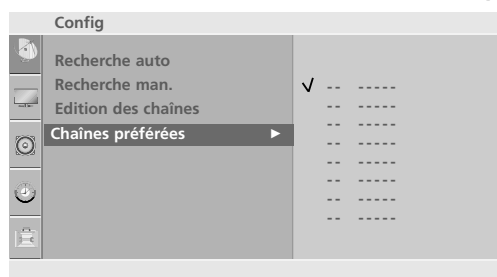 Config
Recherche auto
Recherche man.
Edition des chaînes
Chaînes préférées ►
√ -- -----
-- -----
-- -----
-- -----
-- -----
-- -----
-- -----
-- -----